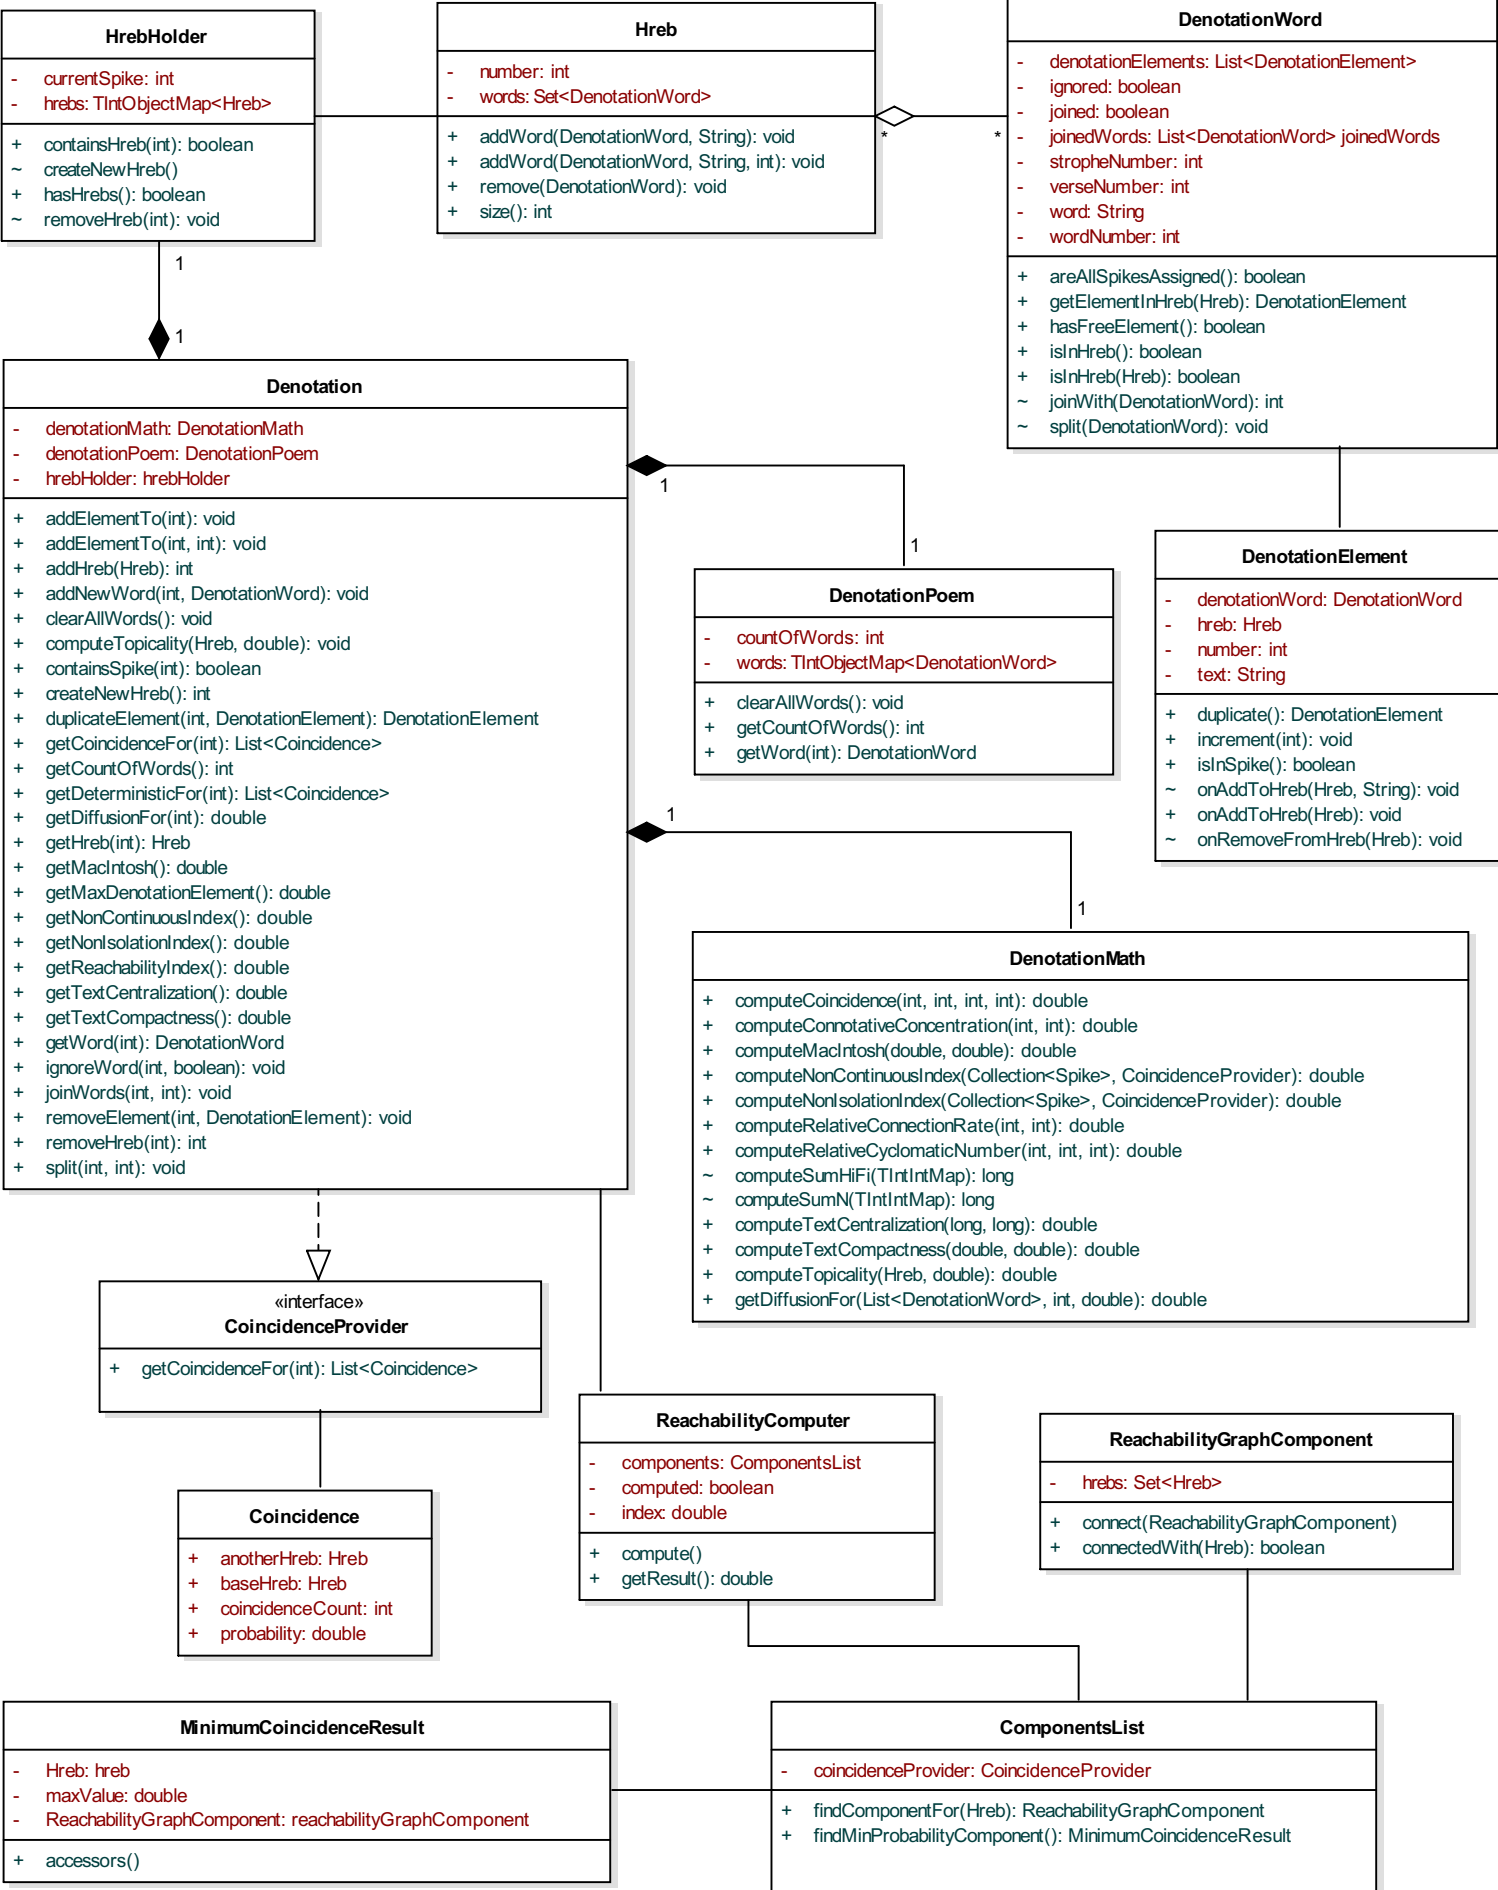 HrebHolder
- currentSpike: int
- hrebs: TIntObjectMap<Hreb>
+ containsHreb(int): boolean
~ createNewHreb()
+ hasHrebs(): boolean
~ removeHreb(int): void
Hreb
- number: int
- words: Set<DenotationWord>
+ addWord(DenotationWord, String): void
+ addWord(DenotationWord, String, int): void
+ remove(DenotationWord): void
+ size(): int
*
*
DenotationWord
- denotationElements: List<DenotationElement>
- ignored: boolean
- joined: boolean
- joinedWords: List<DenotationWord> joinedWords
- stropheNumber: int
- verseNumber: int
- word: String
- wordNumber: int
+ areAllSpikesAssigned(): boolean
+ getElementInHreb(Hreb): DenotationElement
+ hasFreeElement(): boolean
+ isInHreb(): boolean
+ isInHreb(Hreb): boolean
~ joinWith(DenotationWord): int
~ split(DenotationWord): void
1
1
Denotation
- denotationMath: DenotationMath
- denotationPoem: DenotationPoem
- hrebHolder: hrebHolder
+ addElementTo(int): void
+ addElementTo(int, int): void
+ addHreb(Hreb): int
+ addNewWord(int, DenotationWord): void
+ clearAllWords(): void
+ computeTopicality(Hreb, double): void
+ containsSpike(int): boolean
+ createNewHreb(): int
+ duplicateElement(int, DenotationElement): DenotationElement
+ getCoincidenceFor(int): List<Coincidence>
+ getCountOfWords(): int
+ getDeterministicFor(int): List<Coincidence>
+ getDiffusionFor(int): double
+ getHreb(int): Hreb
+ getMacIntosh(): double
+ getMaxDenotationElement(): double
+ getNonContinuousIndex(): double
+ getNonIsolationIndex(): double
+ getReachabilityIndex(): double
+ getTextCentralization(): double
+ getTextCompactness(): double
+ getWord(int): DenotationWord
+ ignoreWord(int, boolean): void
+ joinWords(int, int): void
+ removeElement(int, DenotationElement): void
+ removeHreb(int): int
+ split(int, int): void
1
1
DenotationPoem
- countOfWords: int
- words: TIntObjectMap<DenotationWord>
+ clearAllWords(): void
+ getCountOfWords(): int
+ getWord(int): DenotationWord
DenotationElement
- denotationWord: DenotationWord
- hreb: Hreb
- number: int
- text: String
+ duplicate(): DenotationElement
+ increment(int): void
+ isInSpike(): boolean
~ onAddToHreb(Hreb, String): void
+ onAddToHreb(Hreb): void
~ onRemoveFromHreb(Hreb): void
1
1
DenotationMath
+ computeCoincidence(int, int, int, int): double
+ computeConnotativeConcentration(int, int): double
+ computeMacIntosh(double, double): double
+ computeNonContinuousIndex(Collection<Spike>, CoincidenceProvider): double
+ computeNonIsolationIndex(Collection<Spike>, CoincidenceProvider): double
+ computeRelativeConnectionRate(int, int): double
+ computeRelativeCyclomaticNumber(int, int, int): double
~ computeSumHiFi(TIntIntMap): long
~ computeSumN(TIntIntMap): long
+ computeTextCentralization(long, long): double
+ computeTextCompactness(double, double): double
+ computeTopicality(Hreb, double): double
+ getDiffusionFor(List<DenotationWord>, int, double): double
«interface»
CoincidenceProvider
+ getCoincidenceFor(int): List<Coincidence>
Coincidence
+ anotherHreb: Hreb
+ baseHreb: Hreb
+ coincidenceCount: int
+ probability: double
ReachabilityComputer
- components: ComponentsList
- computed: boolean
- index: double
+ compute()
+ getResult(): double
ReachabilityGraphComponent
- hrebs: Set<Hreb>
+ connect(ReachabilityGraphComponent)
+ connectedWith(Hreb): boolean
MinimumCoincidenceResult
- Hreb: hreb
- maxValue: double
- ReachabilityGraphComponent: reachabilityGraphComponent
+ accessors()
ComponentsList
- coincidenceProvider: CoincidenceProvider
+ findComponentFor(Hreb): ReachabilityGraphComponent
+ findMinProbabilityComponent(): MinimumCoincidenceResult